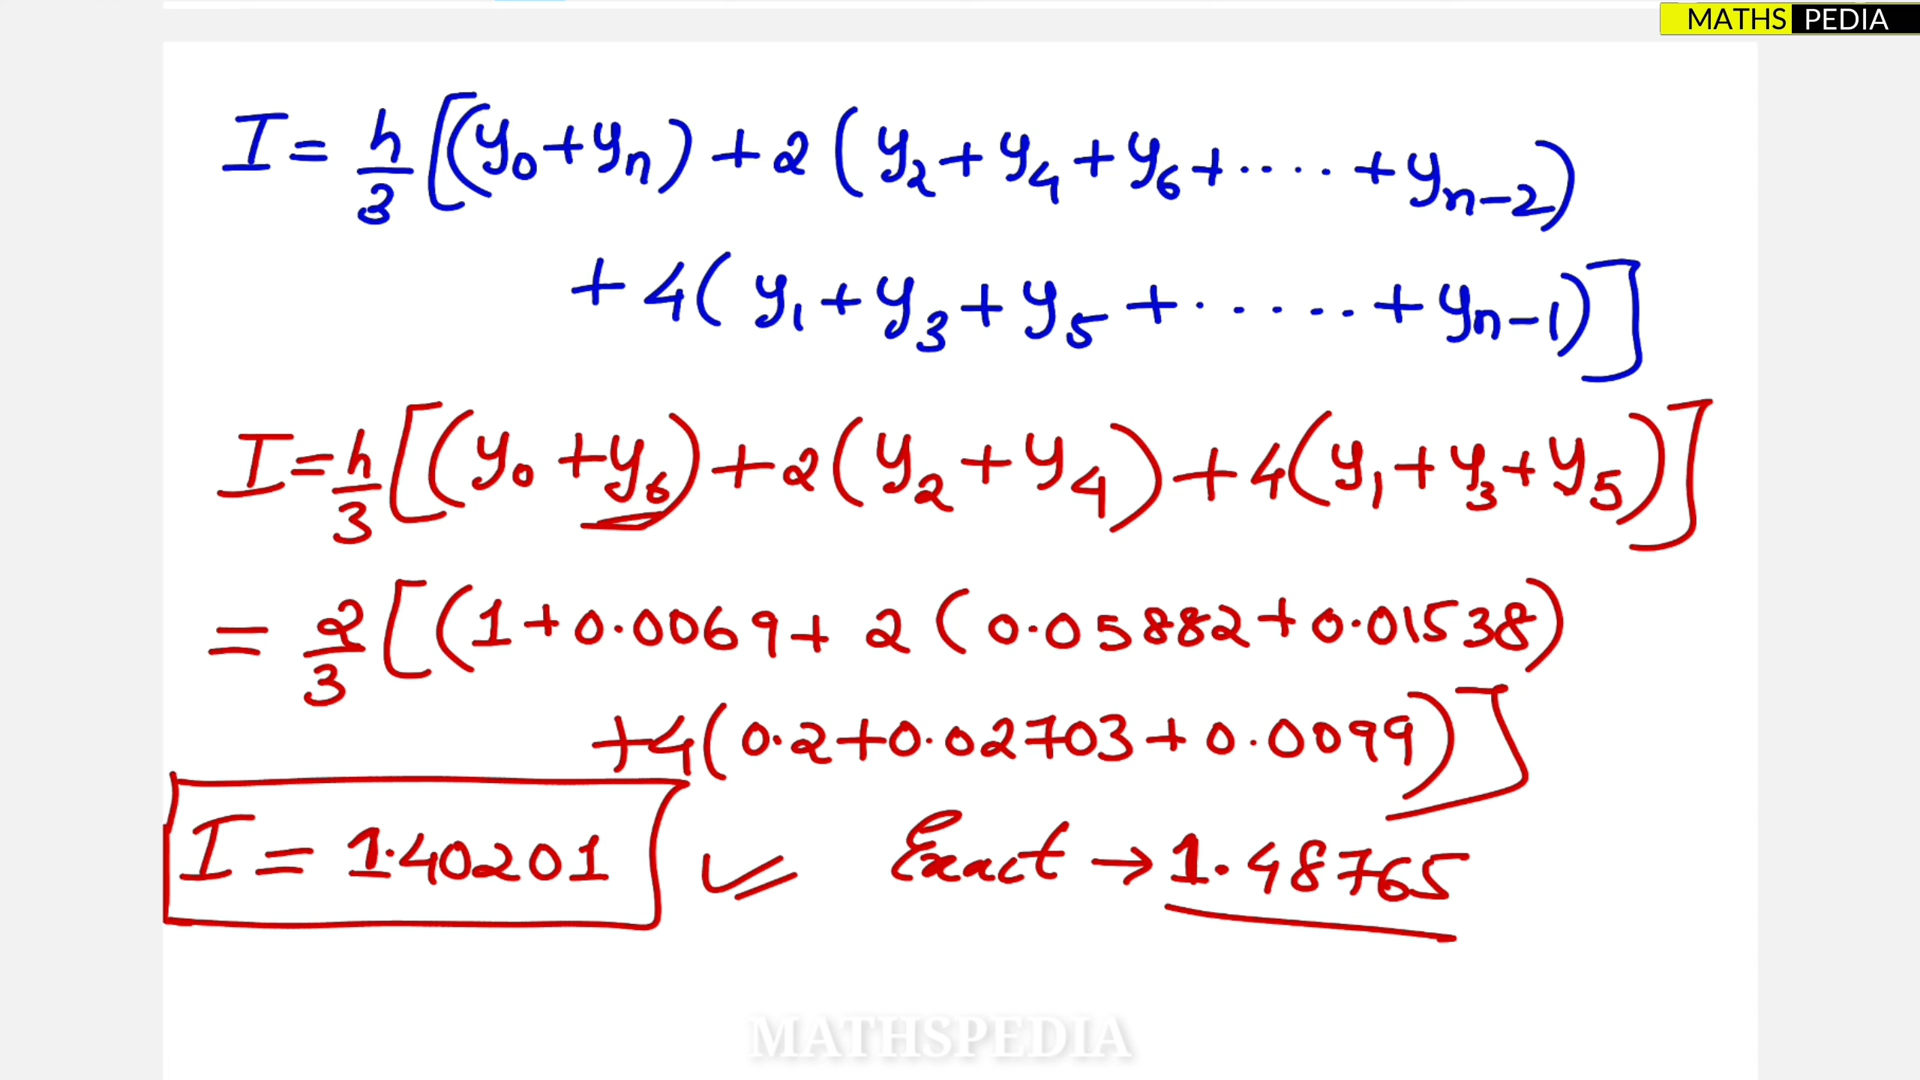 MATHS PEDIA
I = h/3 [(y₀+yₙ) + 2 (y₂+y₄+y₆+.....+yₙ₋₂)
+ 4( y₁+y₃+y₅+......+yₙ₋₁)]
I = h/3 [(y₀+y₆) + 2(y₂+y₄) + 4(y₁+y₃+y₅)]
= 2/3 [(1+0.0069+ 2 (0.05882+0.01538)
+4(0.2+0.02703+0.0099)]
I = 1.40201 Exact → 1.48765
MATHSPEDIA